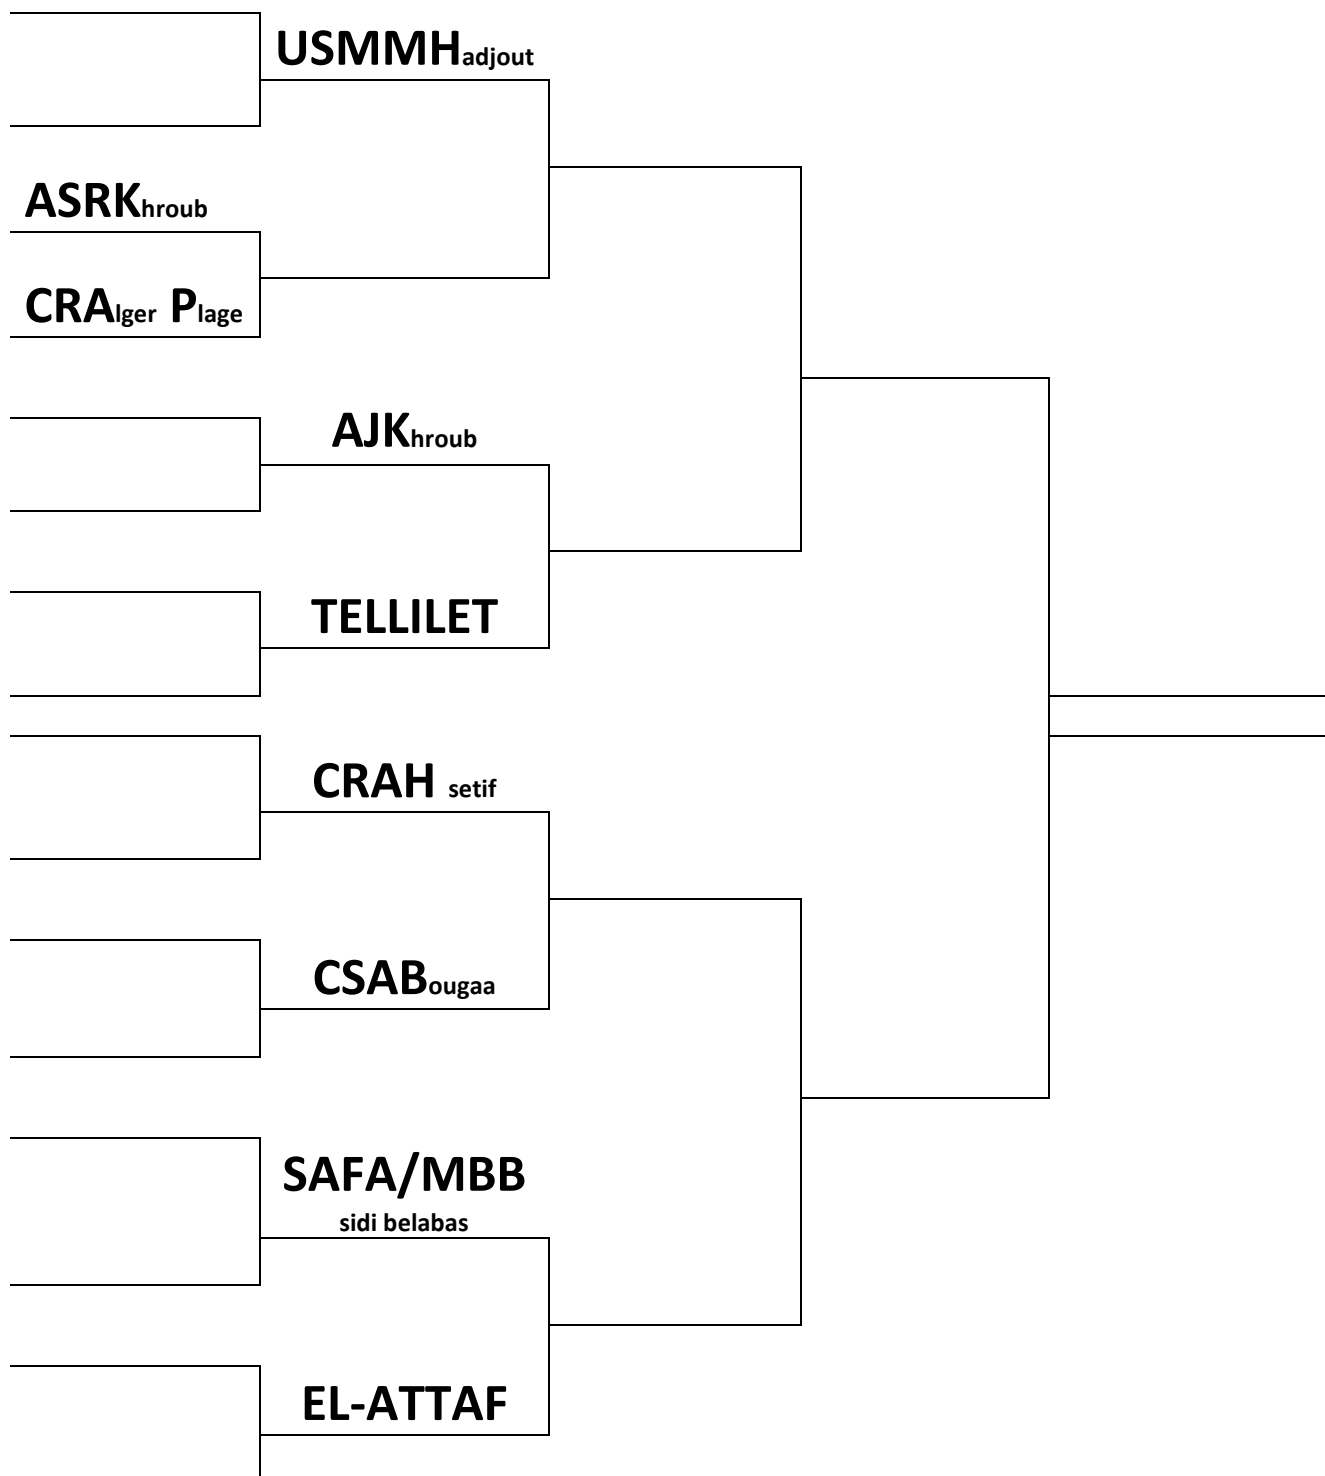 USMMHadjout
ASRKhroub
CRAlger Plage
AJKhroub
TELLILET
CRAH setif
CSABougaa
SAFA/MBB
sidi belabas
EL-ATTAF